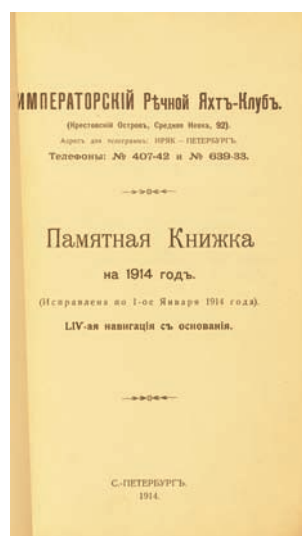 ИМПЕРАТОРСКІЙ Рѣчной Яхтъ-Клубъ.
(Крестовскій Островъ, Средняя Невка, 92).
Адресъ для телеграммъ: ИРЯК – ПЕТЕРБУРГЪ.
Телефоны: № 407-42 и № 639-33.
Памятная Книжка
на 1914 годъ.
(Исправлена по 1-ое Января 1914 года).
LIV-ая навигація съ основанія.
С.-ПЕТЕРБУРГЪ.
1914.